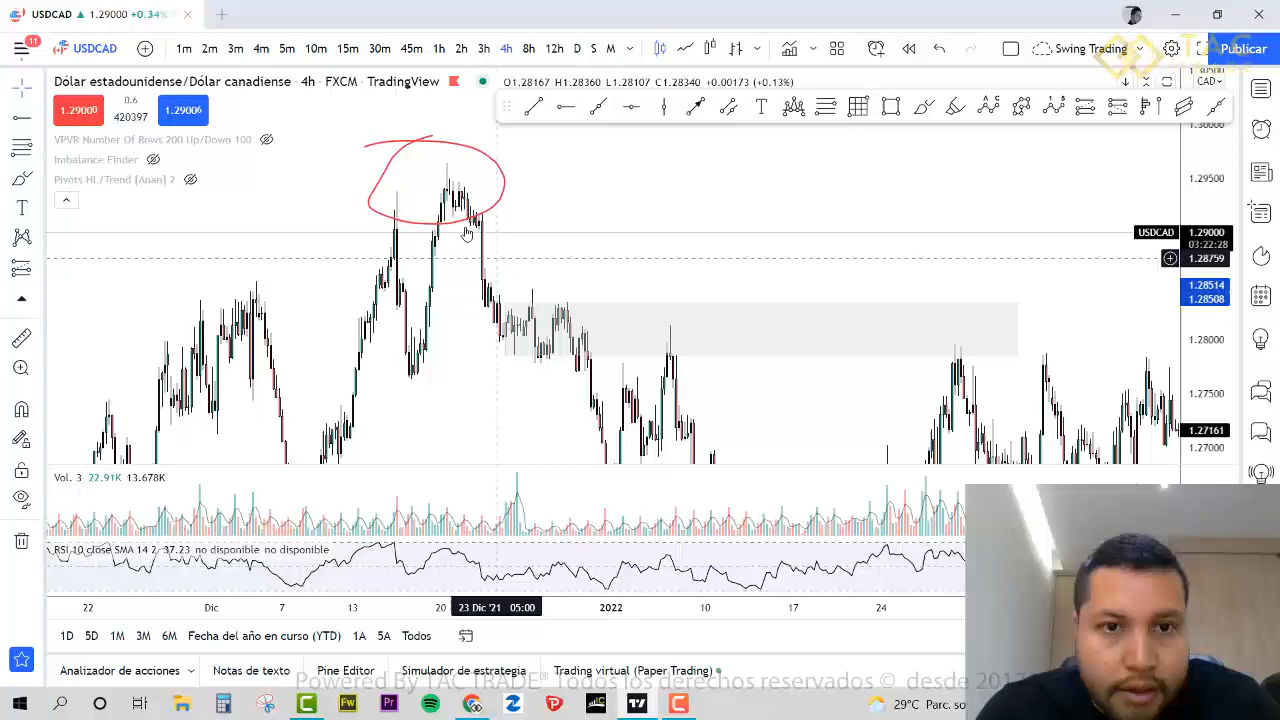 USDCAD ▲ 1.29000 +0.34%
11
USDCAD 1m 2m 3m 4m 5m 10m 15m 30m 45m 1h 2h 3h 4h 8h 12h D S M Swing Trading Publicar
TAC
Dólar estadounidense/Dólar canadiense · 4h · FXCM · TradingView O1.28167 H1.28360 L1.28107 C1.28340 +0.00173 (+0.13%)
CAD
1.29000 0.6 420397 1.29006
VPVR Number Of Rows 200 Up/Down 100
Imbalance Finder
Pivots HL/Trend [Anan] 2
1.30000
1.29500
USDCAD 1.29000
03:22:28
1.28759
1.28514
1.28508
1.28000
1.27500
1.27161
1.27000
Vol. 3 22.91K 13.678K
RSI 10 close SMA 14 2 37.23 no disponible no disponible
22 Dic 7 13 20 23 Dic '21 05:00 2022 10 17 24
1D 5D 1M 3M 6M Fecha del año en curso (YTD) 1A 5A Todos
Analizador de acciones Notas de texto Pine Editor Simulador de estrategia Trading virtual (Paper Trading)
Powered By TAC TRADE® Todos los derechos reservados © desde 201
Fw Pr 29°C Parc. so